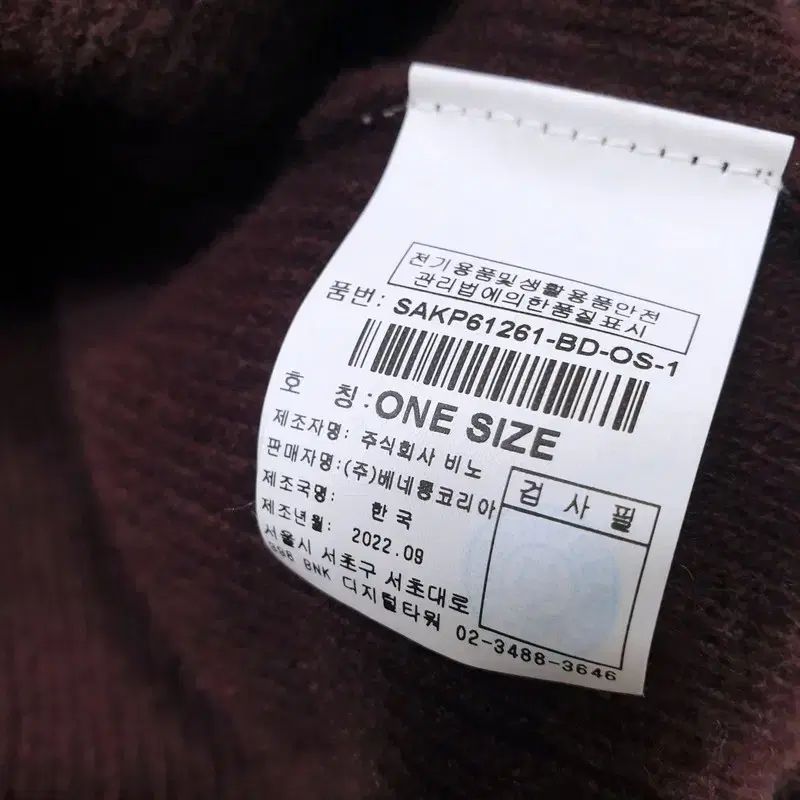 전기용품및생활용품안전
관리법에의한품질표시
품번: SAKP61261-BD-OS-1
호 칭:ONE SIZE
제조자명: 주식회사 비노
판매자명:(주)베네통코리아
제조국명: 한국
제조년월: 2022.09
검 사 필
서울시 서초구 서초대로
BNK 디지털타워 02-3488-3646